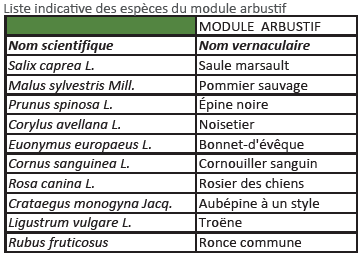 Liste indicative des espèces du module arbustif
MODULE ARBUSTIF
Nom scientifique Nom vernaculaire
Salix caprea L. Saule marsault
Malus sylvestris Mill. Pommier sauvage
Prunus spinosa L. Épine noire
Corylus avellana L. Noisetier
Euonymus europaeus L. Bonnet-d'évêque
Cornus sanguinea L. Cornouiller sanguin
Rosa canina L. Rosier des chiens
Crataegus monogyna Jacq. Aubépine à un style
Ligustrum vulgare L. Troëne
Rubus fruticosus Ronce commune